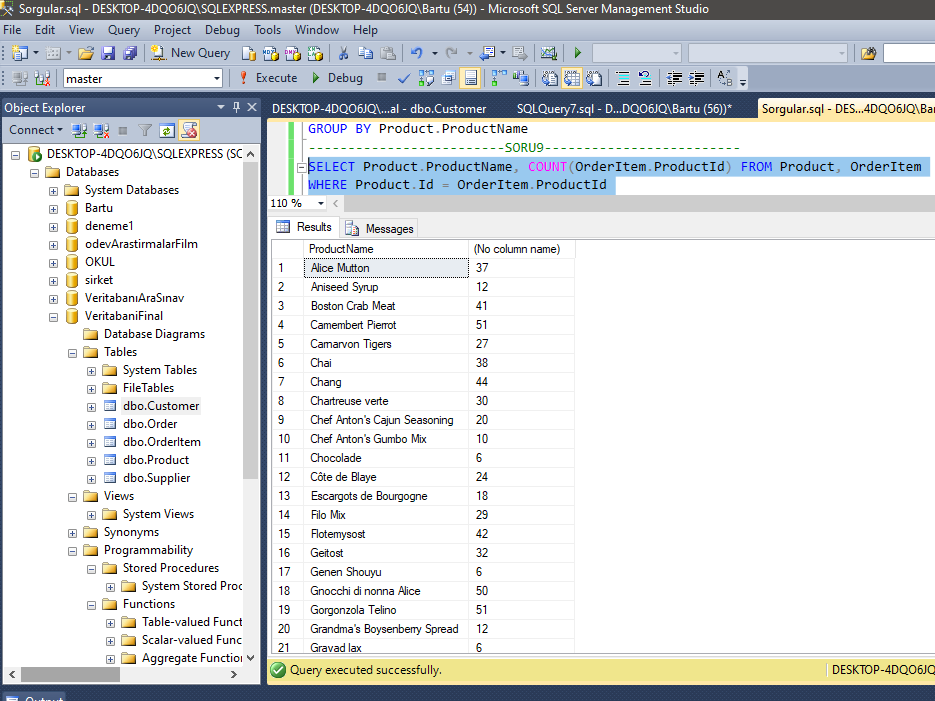 Sorgular.sql - DESKTOP-4DQO6JQ\SQLEXPRESS.master (DESKTOP-4DQO6JQ\Bartu (54)) - Microsoft SQL Server Management Studio
File Edit View Query Project Debug Tools Window Help
New Query
master
Execute
Debug
Object Explorer
Connect
DESKTOP-4DQO6JQ\SQLEXPRESS (SC
Databases
System Databases
Bartu
deneme1
odevArastirmalarFilm
OKUL
sirket
VeritabanıAraSınav
VeritabaniFinal
Database Diagrams
Tables
System Tables
FileTables
dbo.Customer
dbo.Order
dbo.OrderItem
dbo.Product
dbo.Supplier
Views
System Views
Synonyms
Programmability
Stored Procedures
System Stored Proc
Functions
Table-valued Funct
Scalar-valued Func
Aggregate Function
DESKTOP-4DQO6JQ\...al - dbo.Customer
SQLQuery7.sql - D...DQO6JQ\Bartu (56))*
Sorgular.sql - DES...4DQO6JQ\Bar
GROUP BY Product.ProductName
-------------------------SORU9-------------------------
SELECT Product.ProductName, COUNT(OrderItem.ProductId) FROM Product, OrderItem
WHERE Product.Id = OrderItem.ProductId
110 %
Results
Messages
ProductName (No column name)
1 Alice Mutton 37
2 Aniseed Syrup 12
3 Boston Crab Meat 41
4 Camembert Pierrot 51
5 Carnarvon Tigers 27
6 Chai 38
7 Chang 44
8 Chartreuse verte 30
9 Chef Anton's Cajun Seasoning 20
10 Chef Anton's Gumbo Mix 10
11 Chocolade 6
12 Côte de Blaye 24
13 Escargots de Bourgogne 18
14 Filo Mix 29
15 Flotemysost 42
16 Geitost 32
17 Genen Shouyu 6
18 Gnocchi di nonna Alice 50
19 Gorgonzola Telino 51
20 Grandma's Boysenberry Spread 12
21 Gravad lax 6
Query executed successfully.
DESKTOP-4DQO6JQ
Output